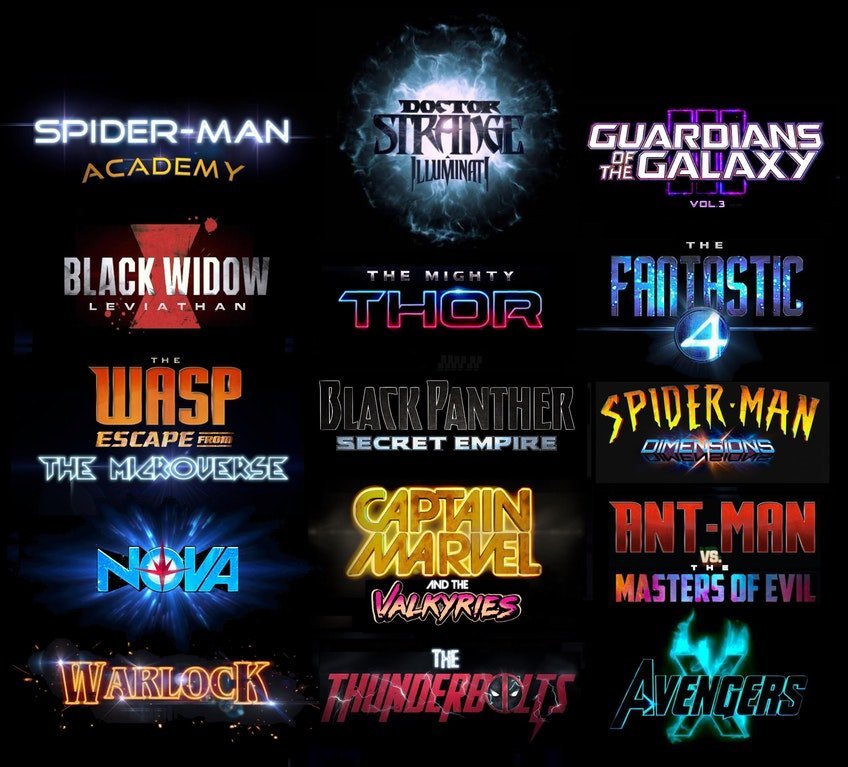 SPIDER-MAN
ACADEMY
DOCTOR
STRANGE
ILLUMINATI
GUARDIANS
OF THE GALAXY
VOL.3
BLACK WIDOW
LEVIATHAN
THE MIGHTY
THOR
THE
FANTASTIC
4
THE
WASP
ESCAPE FROM
THE MICROVERSE
BLACK PANTHER
SECRET EMPIRE
SPIDER-MAN
DIMENSIONS
NOVA
CAPTAIN
MARVEL
AND THE
VALKYRIES
ANT-MAN
VS.
THE
MASTERS OF EVIL
WARLOCK
THE
THUNDERBOLTS
AVENGERS
X